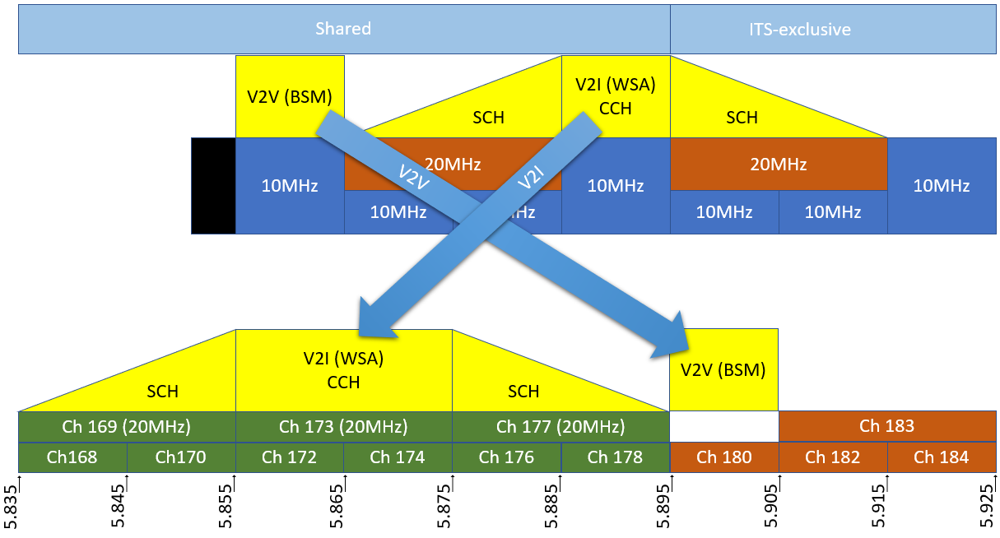 Shared
ITS-exclusive
V2V (BSM)
V2I (WSA)
CCH
SCH
SCH
20MHz
20MHz
10MHz
10MHz
10MHz
10MHz
Hz
10MHz
10MHz
V2V
V2I
V2I (WSA)
CCH
SCH
SCH
V2V (BSM)
Ch 169 (20MHz)
Ch 173 (20MHz)
Ch 177 (20MHz)
Ch 183
Ch168
Ch170
Ch 172
Ch 174
Ch 176
Ch 178
Ch 180
Ch 182
Ch 184
5.835
5.845
5.855
5.865
5.875
5.885
5.895
5.905
5.915
5.925